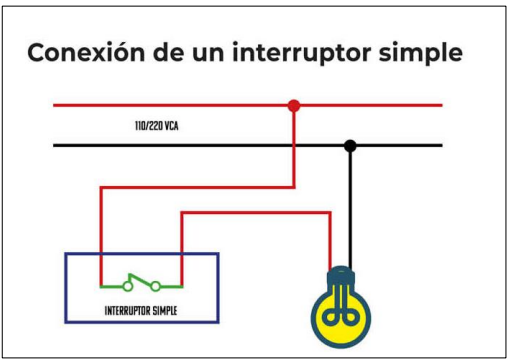 Conexión de un interruptor simple
110/220 VCA
INTERRUPTOR SIMPLE